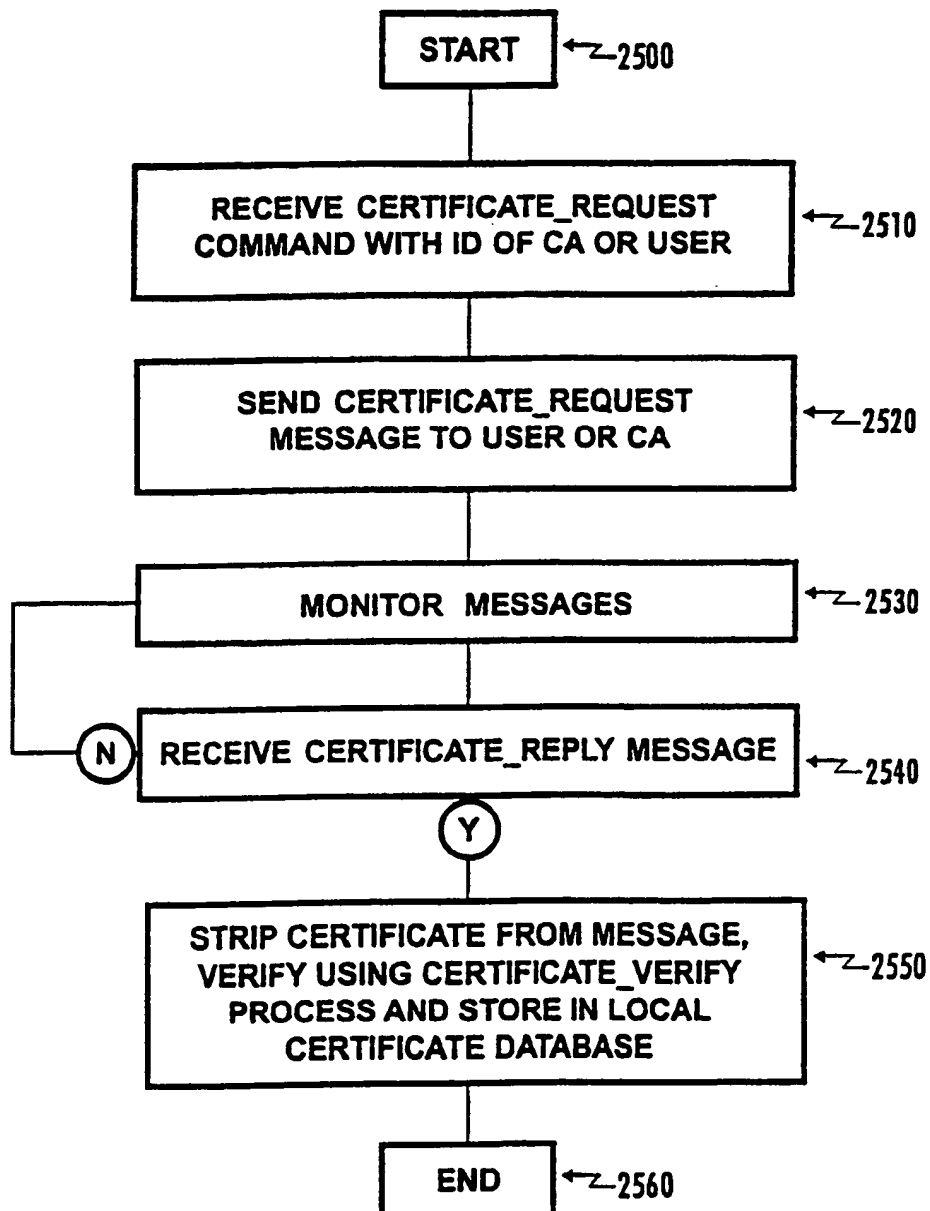 START
2500
RECEIVE CERTIFICATE_REQUEST
COMMAND WITH ID OF CA OR USER
2510
SEND CERTIFICATE_REQUEST
MESSAGE TO USER OR CA
2520
MONITOR MESSAGES
2530
N
RECEIVE CERTIFICATE_REPLY MESSAGE
2540
Y
STRIP CERTIFICATE FROM MESSAGE,
VERIFY USING CERTIFICATE_VERIFY
PROCESS AND STORE IN LOCAL
CERTIFICATE DATABASE
2550
END
2560